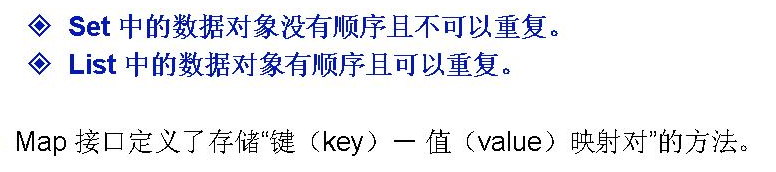 ◈ Set 中的数据对象没有顺序且不可以重复。
◈ List 中的数据对象有顺序且可以重复。
Map 接口定义了存储“键（key）— 值（value）映射对”的方法。